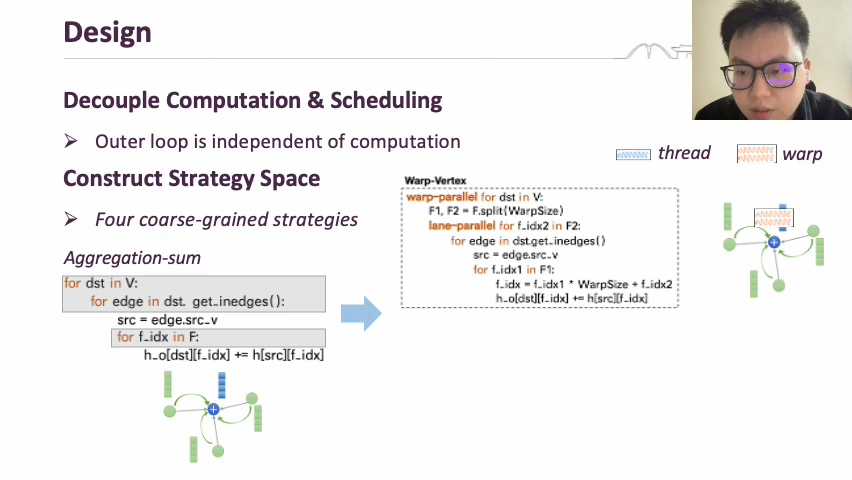 Design
Decouple Computation & Scheduling
➢ Outer loop is independent of computation
Construct Strategy Space
➢ Four coarse-grained strategies
Aggregation-sum
for dst in V:
for edge in dst. get_inedges():
src = edge.src_v
for f_idx in F:
h_o[dst][f_idx] += h[src][f_idx]
+
thread
warp
Warp-Vertex
warp-parallel for dst in V:
F1, F2 = F.split(WarpSize)
lane-parallel for f_idx2 in F2:
for edge in dst.get_inedges()
src = edge.src_v
for f_idx1 in F1:
f_idx = f_idx1 * WarpSize + f_idx2
h_o[dst][f_idx] += h[src][f_idx]
+